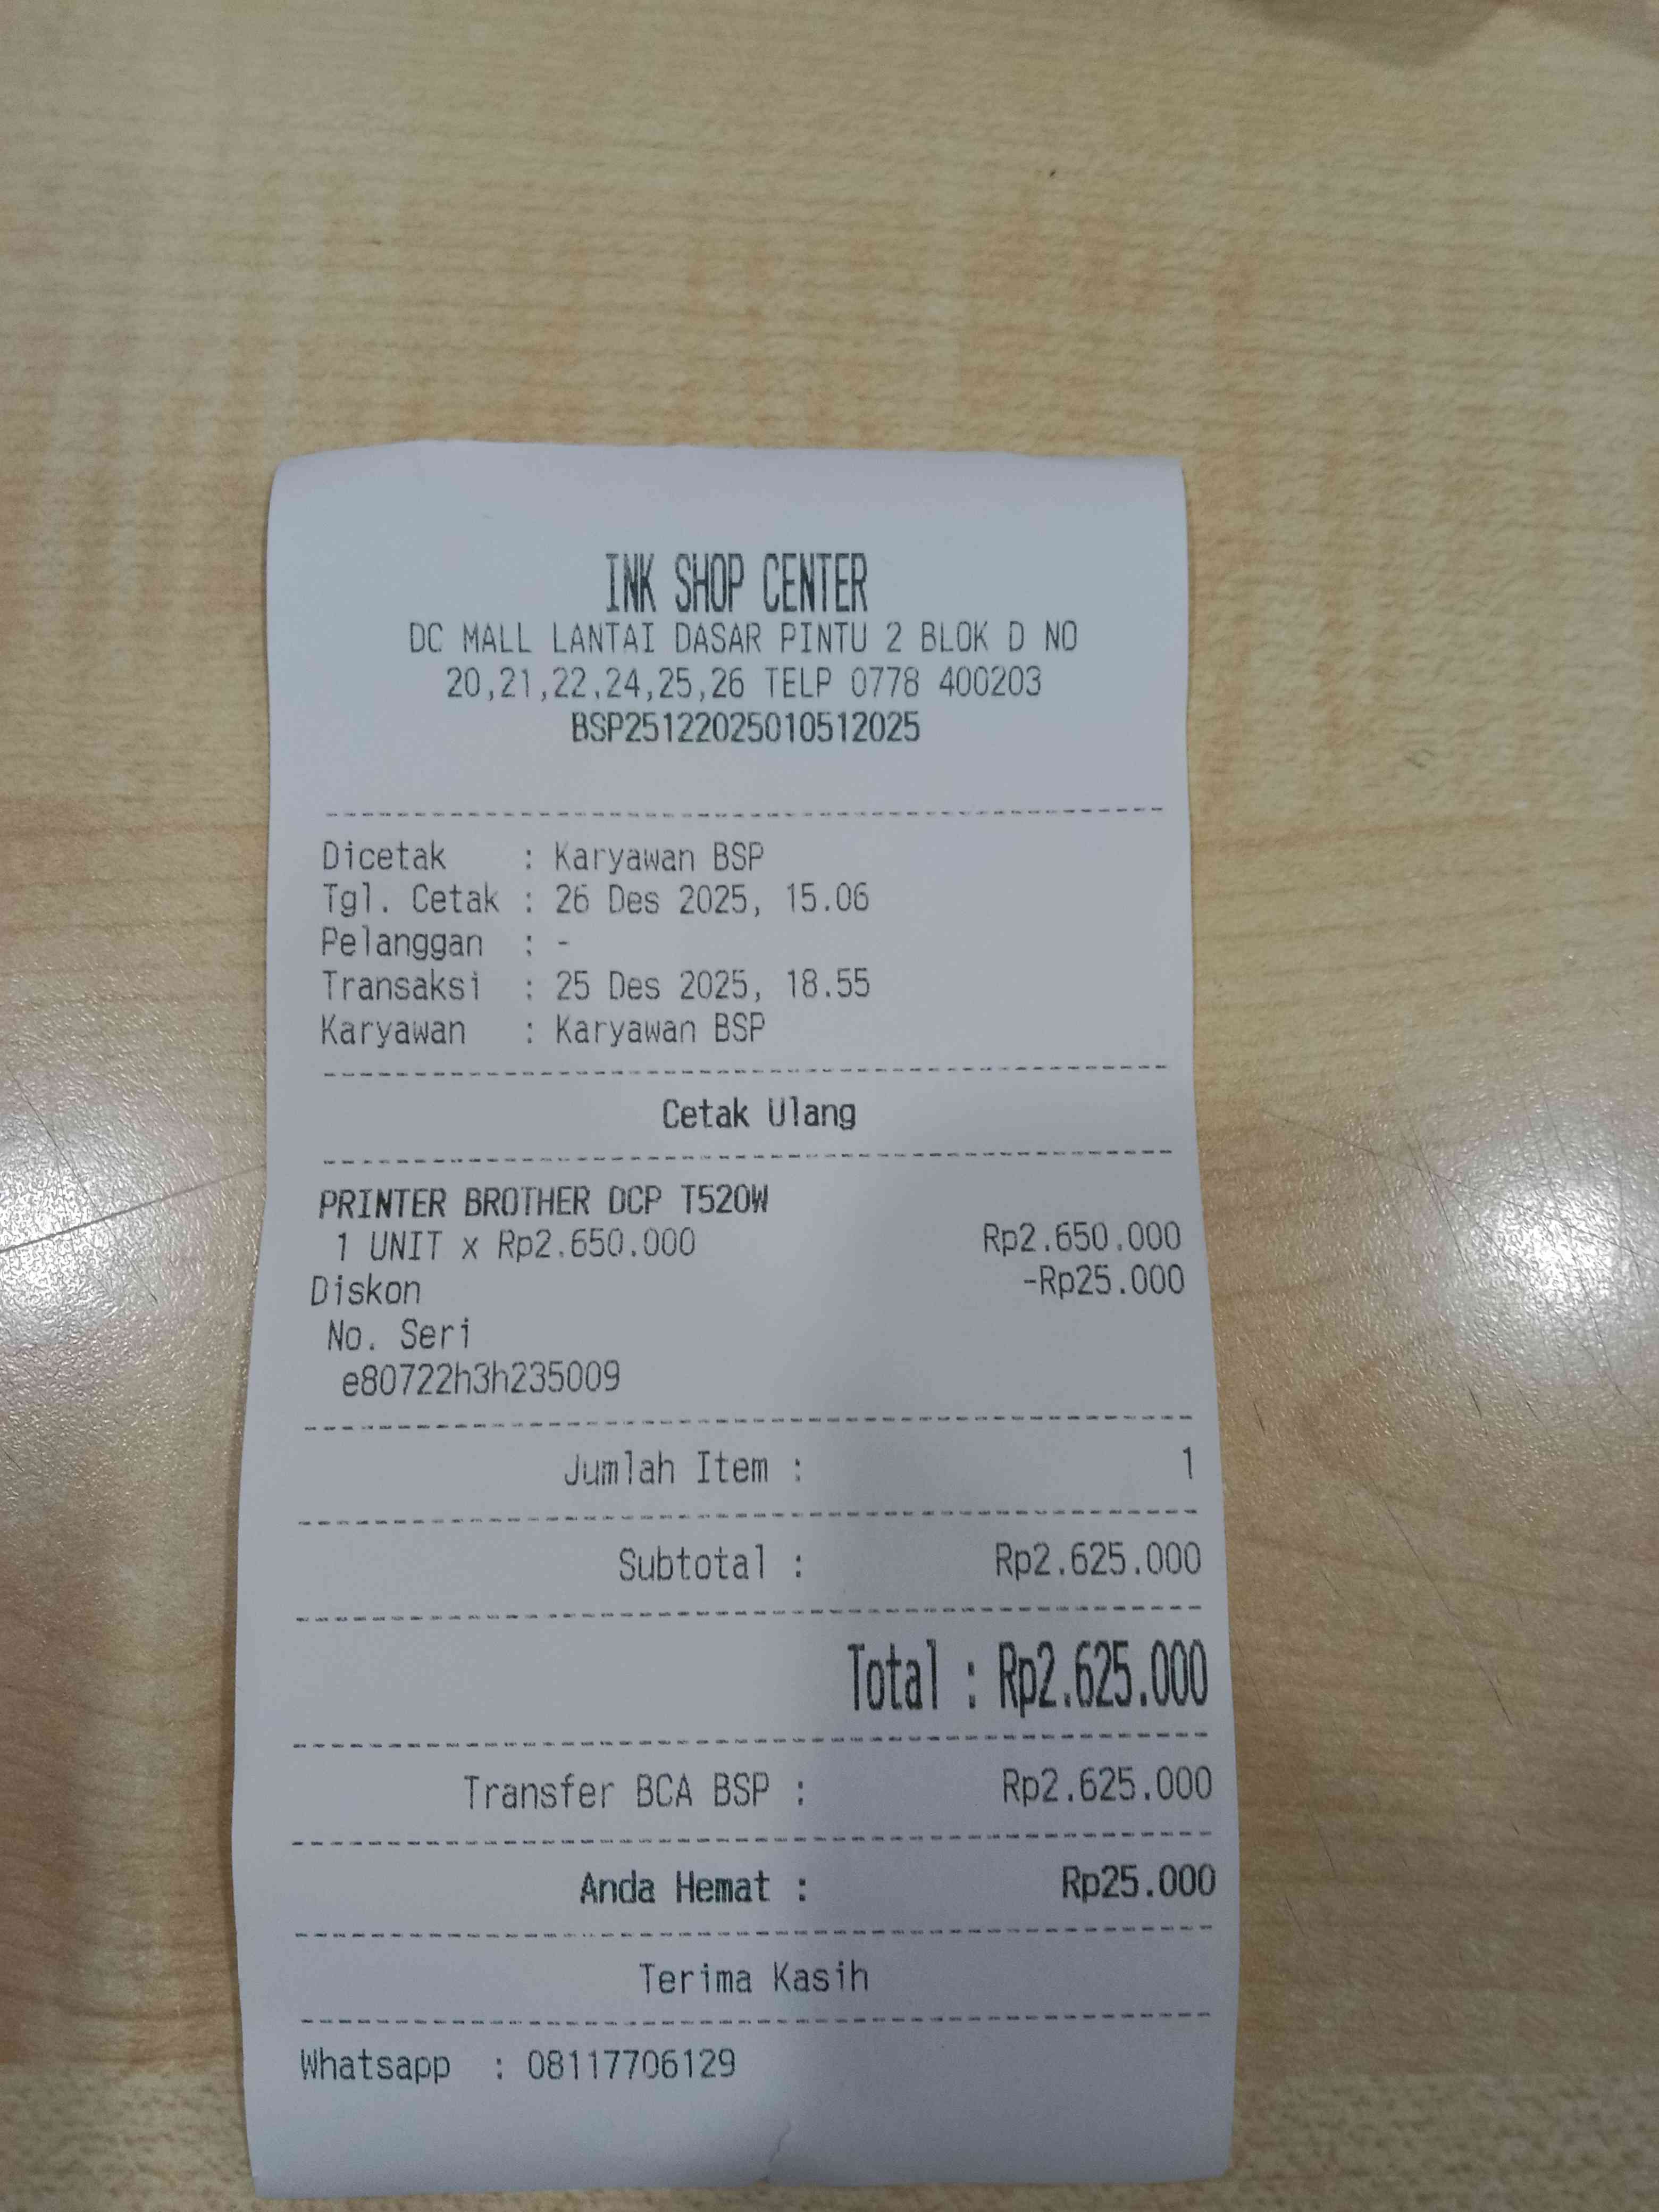 INK SHOP CENTER
DC MALL LANTAI DASAR PINTU 2 BLOK D NO
20,21,22,24,25,26 TELP 0778 400203
BSP25122025010512025
Dicetak : Karyawan BSP
Tgl. Cetak : 26 Des 2025, 15.06
Pelanggan : -
Transaksi : 25 Des 2025, 18.55
Karyawan : Karyawan BSP
Cetak Ulang
PRINTER BROTHER DCP T520W
1 UNIT x Rp2.650.000 Rp2.650.000
Diskon -Rp25.000
No. Seri
e80722h3h235009
Jumlah Item : 1
Subtotal : Rp2.625.000
Total : Rp2.625.000
Transfer BCA BSP : Rp2.625.000
Anda Hemat : Rp25.000
Terima Kasih
Whatsapp : 08117706129